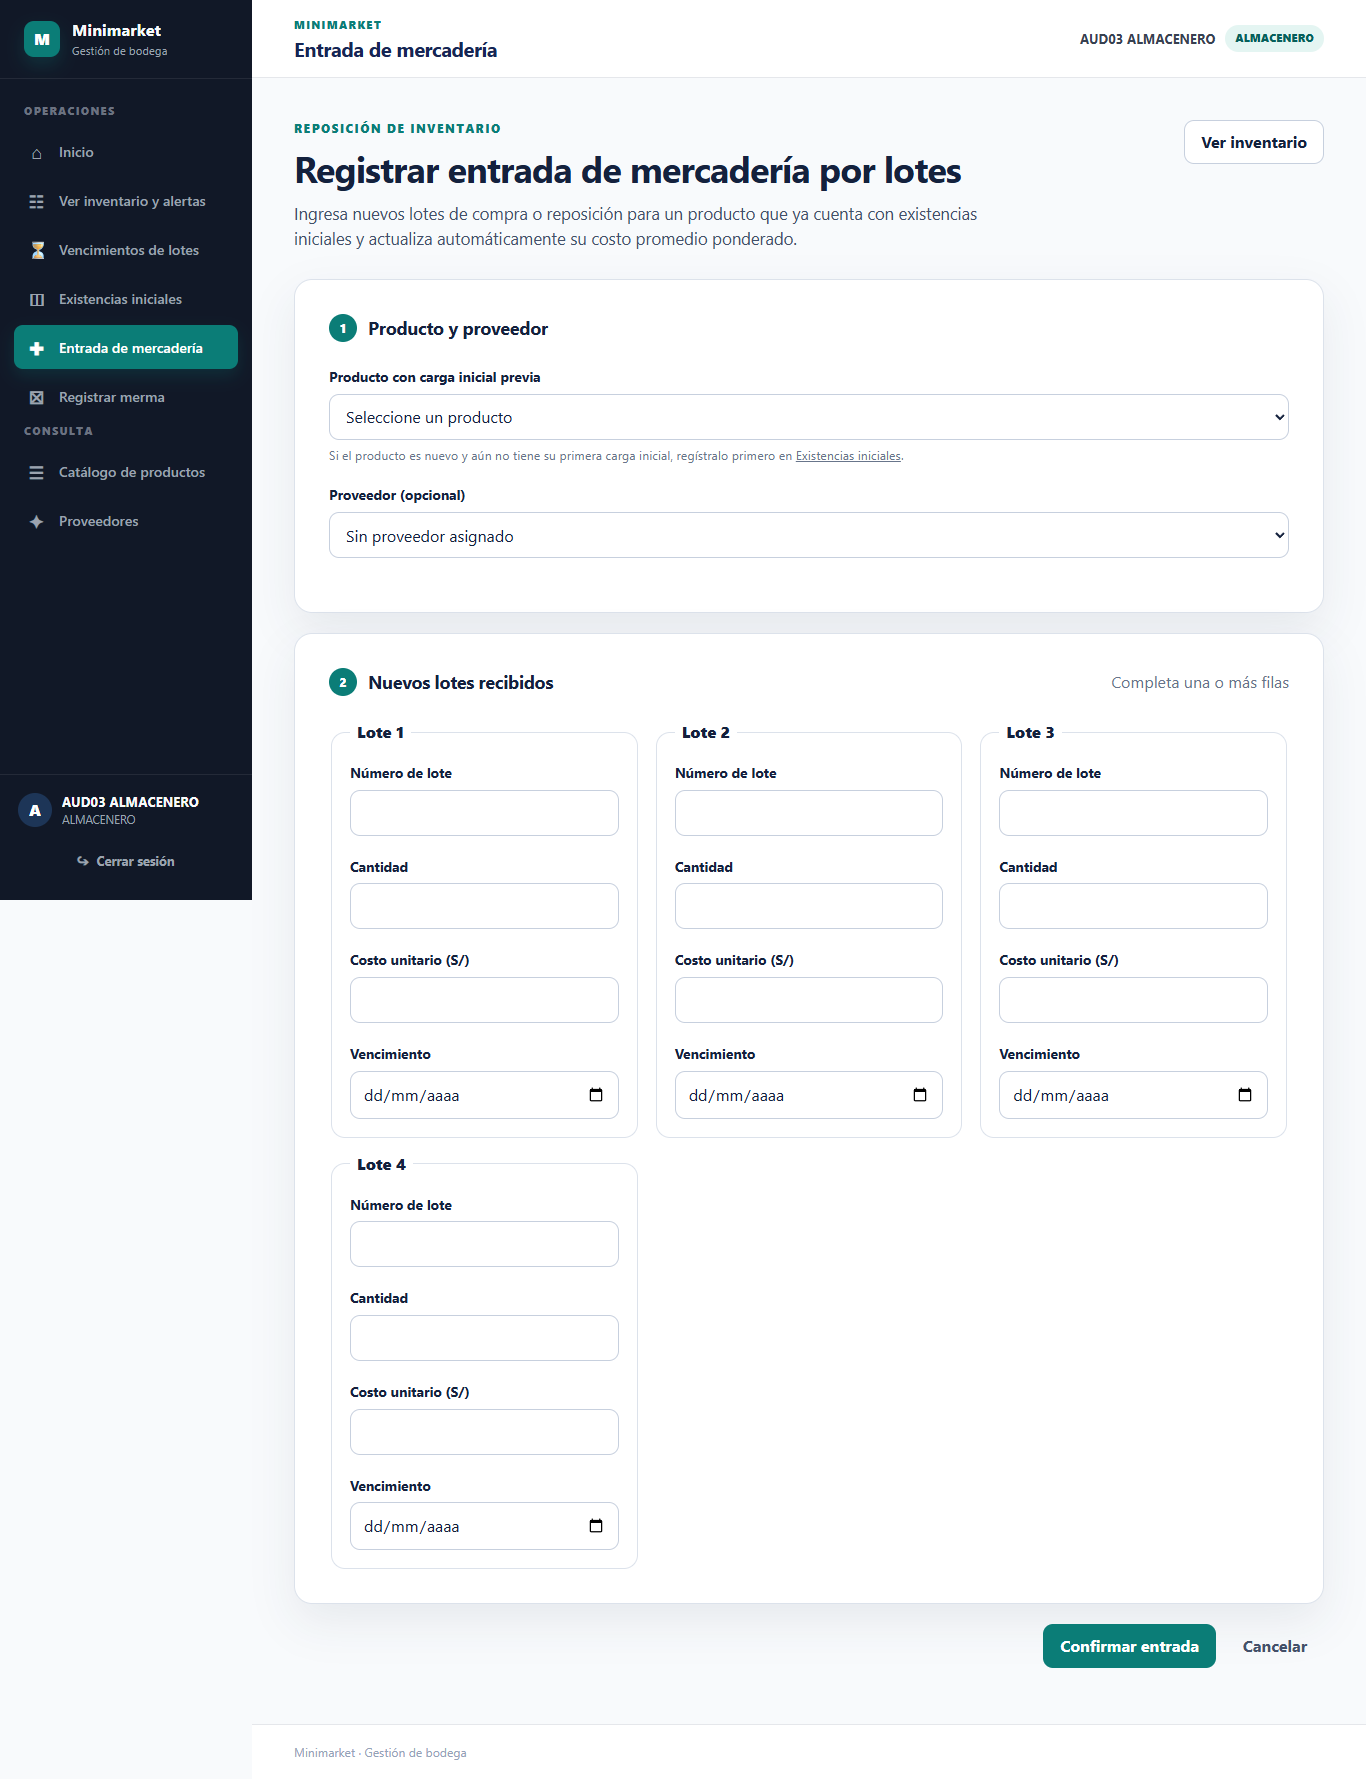 M
Minimarket
Gestión de bodega
OPERACIONES
Inicio
Ver inventario y alertas
Vencimientos de lotes
Existencias iniciales
Entrada de mercadería
Registrar merma
CONSULTA
Catálogo de productos
Proveedores
A
AUD03 ALMACENERO
ALMACENERO
Cerrar sesión
MINIMARKET
Entrada de mercadería
AUD03 ALMACENERO
ALMACENERO
REPOSICIÓN DE INVENTARIO
Registrar entrada de mercadería por lotes
Ingresa nuevos lotes de compra o reposición para un producto que ya cuenta con existencias
iniciales y actualiza automáticamente su costo promedio ponderado.
Ver inventario
1 Producto y proveedor
Producto con carga inicial previa
Seleccione un producto
Si el producto es nuevo y aún no tiene su primera carga inicial, regístralo primero en Existencias iniciales.
Proveedor (opcional)
Sin proveedor asignado
2 Nuevos lotes recibidos
Completa una o más filas
Lote 1
Número de lote
Cantidad
Costo unitario (S/)
Vencimiento
dd/mm/aaaa
Lote 2
Número de lote
Cantidad
Costo unitario (S/)
Vencimiento
dd/mm/aaaa
Lote 3
Número de lote
Cantidad
Costo unitario (S/)
Vencimiento
dd/mm/aaaa
Lote 4
Número de lote
Cantidad
Costo unitario (S/)
Vencimiento
dd/mm/aaaa
Confirmar entrada
Cancelar
Minimarket · Gestión de bodega